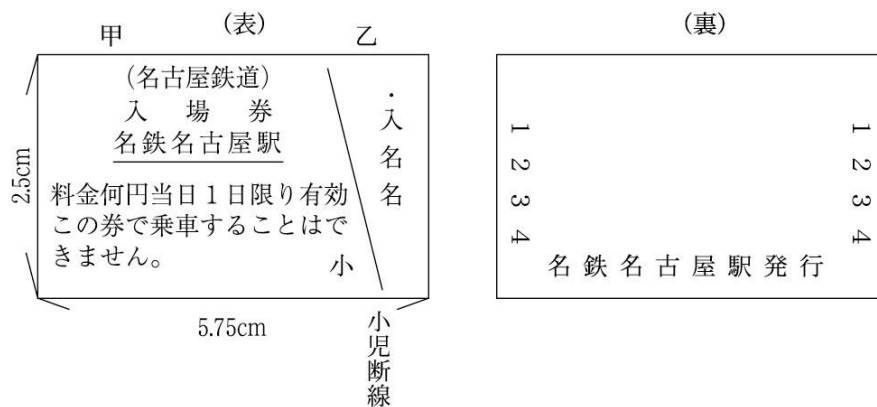 (表)
甲
乙
(名古屋鉄道)
入 場 券
名鉄名古屋駅
料金何円当日1日限り有効
この券で乗車することはで
きません。
小
・入名名
2.5cm
5.75cm
小児断線
(裏)
1234
1234
名鉄名古屋駅発行